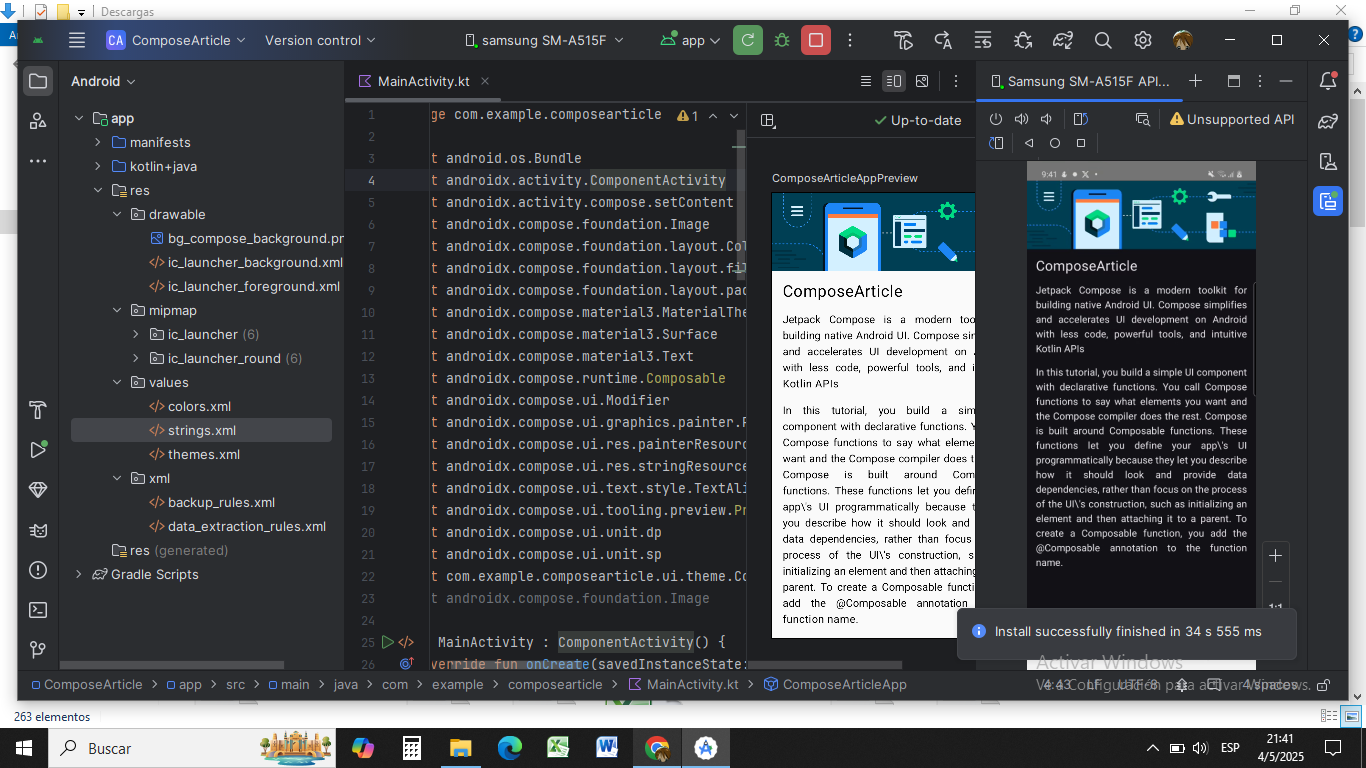 Descargas
CA ComposeArticle
Version control
samsung SM-A515F
app
Android
MainActivity.kt
Samsung SM-A515F API...
app
manifests
kotlin+java
res
drawable
bg_compose_background.pn
ic_launcher_background.xml
ic_launcher_foreground.xml
mipmap
ic_launcher (6)
ic_launcher_round (6)
values
colors.xml
strings.xml
themes.xml
xml
backup_rules.xml
data_extraction_rules.xml
res (generated)
Gradle Scripts
1
2
3
4
5
6
7
8
9
10
11
12
13
14
15
16
17
18
19
20
21
22
23
24
25
26
ge com.example.composearticle
1
t android.os.Bundle
t androidx.activity.ComponentActivity
t androidx.activity.compose.setContent
t androidx.compose.foundation.Image
t androidx.compose.foundation.layout.Col
t androidx.compose.foundation.layout.fil
t androidx.compose.foundation.layout.pad
t androidx.compose.material3.MaterialThe
t androidx.compose.material3.Surface
t androidx.compose.material3.Text
t androidx.compose.runtime.Composable
t androidx.compose.ui.Modifier
t androidx.compose.ui.graphics.painter.P
t androidx.compose.ui.res.painterResourc
t androidx.compose.ui.res.stringResource
t androidx.compose.ui.text.style.TextAli
t androidx.compose.ui.tooling.preview.Pr
t androidx.compose.ui.unit.dp
t androidx.compose.ui.unit.sp
t com.example.composearticle.ui.theme.Co
t androidx.compose.foundation.Image
MainActivity : ComponentActivity() {
verride fun onCreate(savedInstanceState:
Up-to-date
ComposeArticleAppPreview
ComposeArticle
Jetpack Compose is a modern too
building native Android UI. Compose sim
and accelerates UI development on A
with less code, powerful tools, and i
Kotlin APIs
In this tutorial, you build a sim
component with declarative functions. Y
Compose functions to say what eleme
want and the Compose compiler does t
Compose is built around Com
functions. These functions let you defin
app\'s UI programmatically because t
you describe how it should look and
data dependencies, rather than focus
process of the UI\'s construction, s
initializing an element and then attaching
parent. To create a Composable functi
add the @Composable annotation
function name.
Unsupported API
9:41
ComposeArticle
Jetpack Compose is a modern toolkit for
building native Android UI. Compose simplifies
and accelerates UI development on Android
with less code, powerful tools, and intuitive
Kotlin APIs
In this tutorial, you build a simple UI component
with declarative functions. You call Compose
functions to say what elements you want and
the Compose compiler does the rest. Compose
is built around Composable functions. These
functions let you define your app\'s UI
programmatically because they let you describe
how it should look and provide data
dependencies, rather than focus on the process
of the UI\'s construction, such as initializing an
element and then attaching it to a parent. To
create a Composable function, you add the
@Composable annotation to the function
name.
1:1
Install successfully finished in 34 s 555 ms
Activar Windows
Ve a Configuración para activar Windows.
ComposeArticle
app
src
main
java
com
example
composearticle
MainActivity.kt
ComposeArticleApp
4:43
LF
UTF-8
4 spaces
263 elementos
Buscar
ESP
21:41
4/5/2025